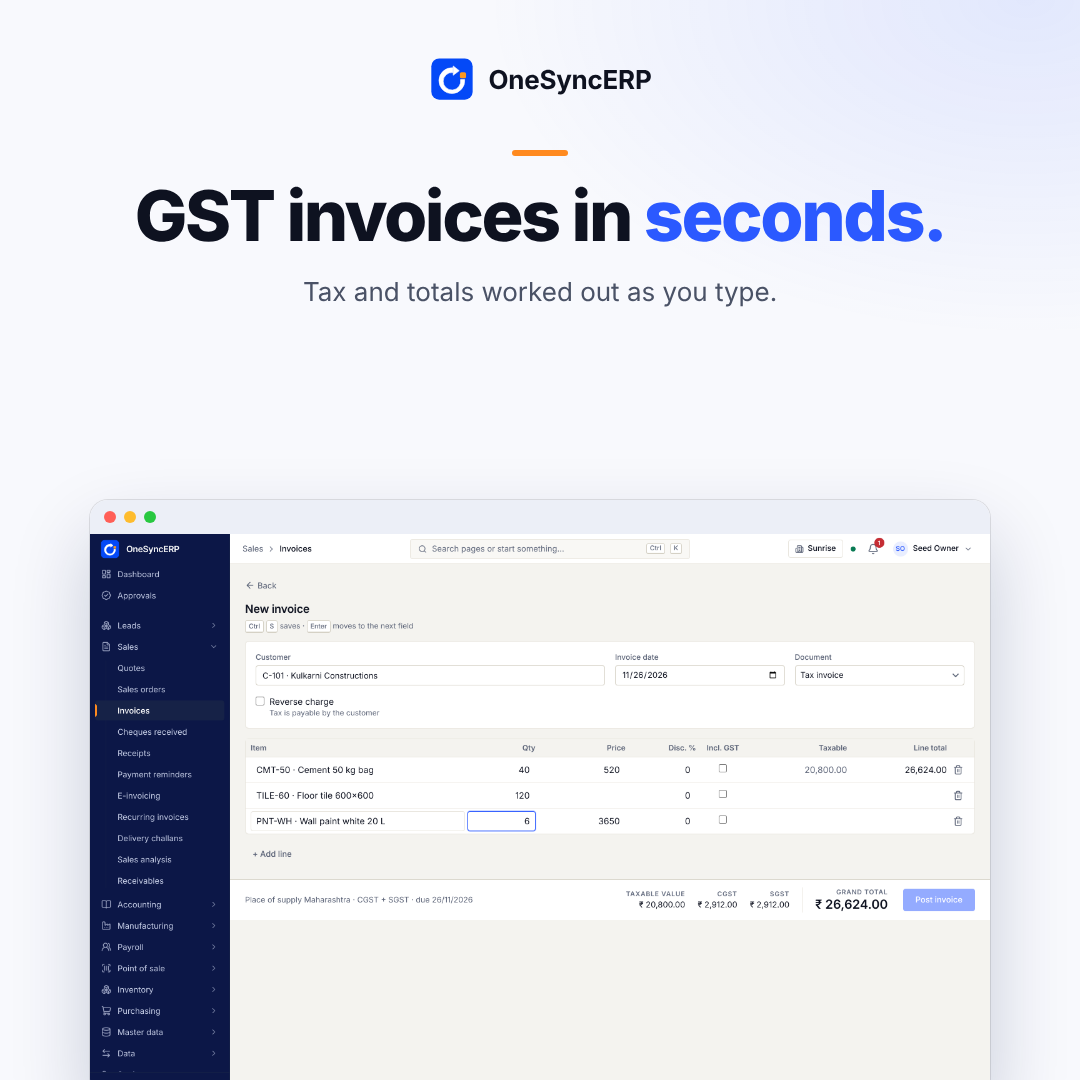 OneSyncERP
GST invoices in seconds.
Tax and totals worked out as you type.
OneSyncERP
Dashboard
Approvals
Leads
Sales
Quotes
Sales orders
Invoices
Cheques received
Receipts
Payment reminders
E-invoicing
Recurring invoices
Delivery challans
Sales analysis
Receivables
Accounting
Manufacturing
Payroll
Point of sale
Inventory
Purchasing
Master data
Data
Sales > Invoices
Search pages or start something... Ctrl K
Sunrise 1 SO Seed Owner
← Back
New invoice
Ctrl S saves · Enter moves to the next field
Customer Invoice date Document
C-101 · Kulkarni Constructions 11/26/2026 Tax invoice
Reverse charge
Tax is payable by the customer
Item Qty Price Disc. % Incl. GST Taxable Line total
CMT-50 · Cement 50 kg bag 40 520 0 20,800.00 26,624.00
TILE-60 · Floor tile 600×600 120 0
PNT-WH · Wall paint white 20 L 6 3650 0
+ Add line
Place of supply Maharashtra · CGST + SGST · due 26/11/2026
TAXABLE VALUE CGST SGST GRAND TOTAL
₹ 20,800.00 ₹ 2,912.00 ₹ 2,912.00 ₹ 26,624.00
Post invoice